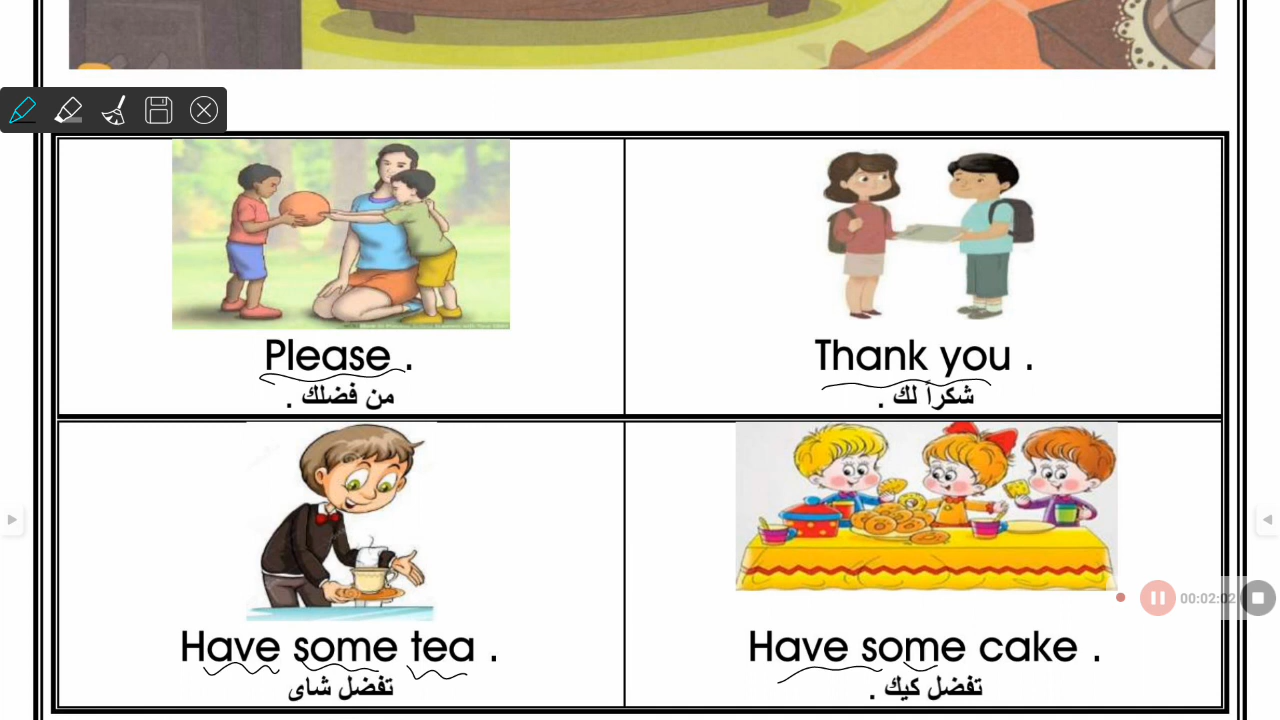 Please .
من فضلك .
Thank you .
شكراً لك .
Have some tea .
تفضل شاى
Have some cake .
تفضل كيك .
00:02:02